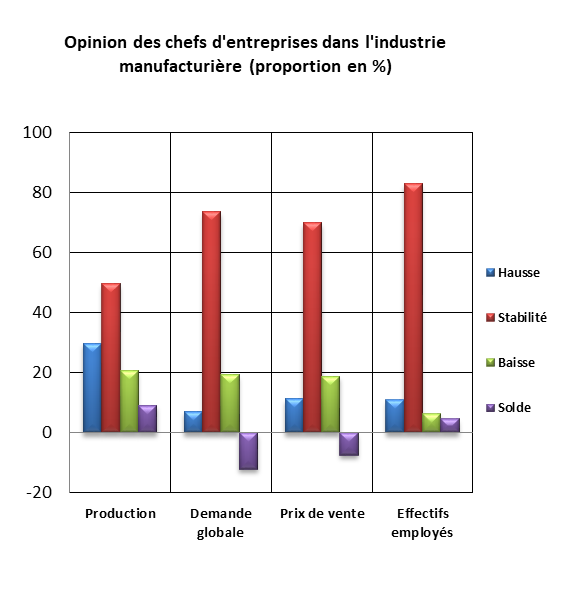 Opinion des chefs d'entreprises dans l'industrie
manufacturière (proportion en %)
100
80
60
40
20
0
-20
Production
Demande
globale
Prix de vente
Effectifs
employés
Hausse
Stabilité
Baisse
Solde